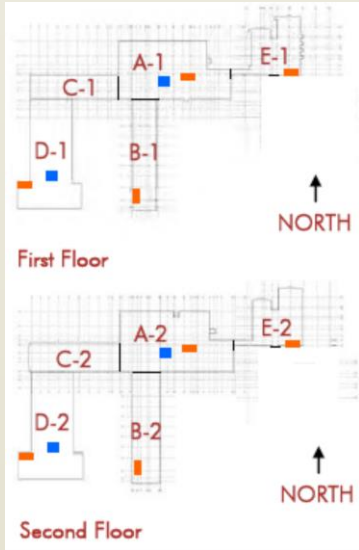 A-1
E-1
C-1
D-1
B-1
NORTH
First Floor
A-2
E-2
C-2
D-2
B-2
NORTH
Second Floor